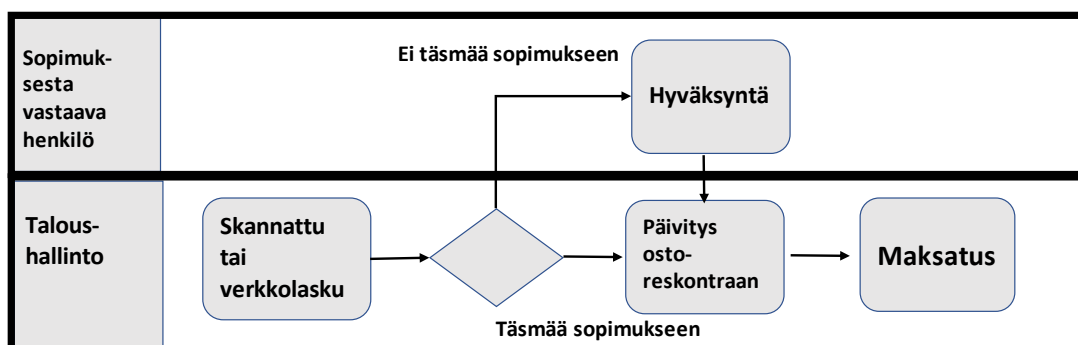 Sopimuk-
sesta
vastaava
henkilö
Ei täsmää sopimukseen
Hyväksyntä
Talous-
hallinto
Skannattu
tai
verkkolasku
Päivitys
osto-
reskontraan
Maksatus
Täsmää sopimukseen